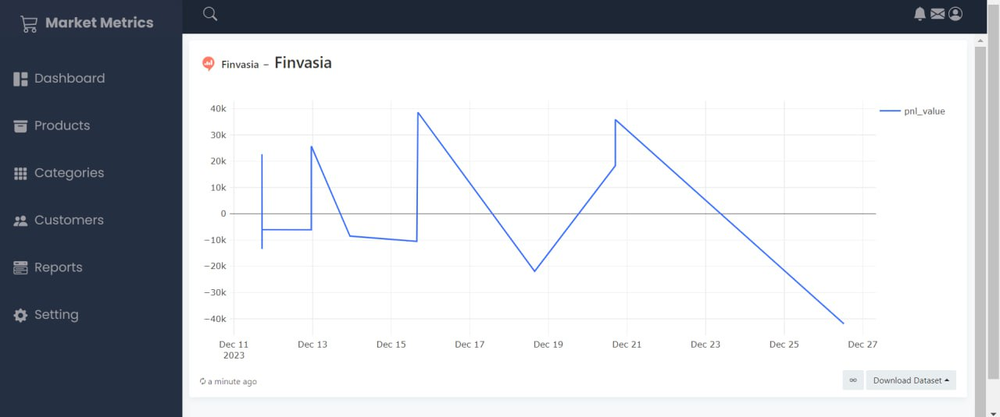 Market Metrics
Dashboard
Products
Categories
Customers
Reports
Setting
Finvasia – Finvasia
40k
30k
20k
10k
0
−10k
−20k
−30k
−40k
Dec 11 Dec 13 Dec 15 Dec 17 Dec 19 Dec 21 Dec 23 Dec 25 Dec 27
2023
pnl_value
a minute ago
Download Dataset